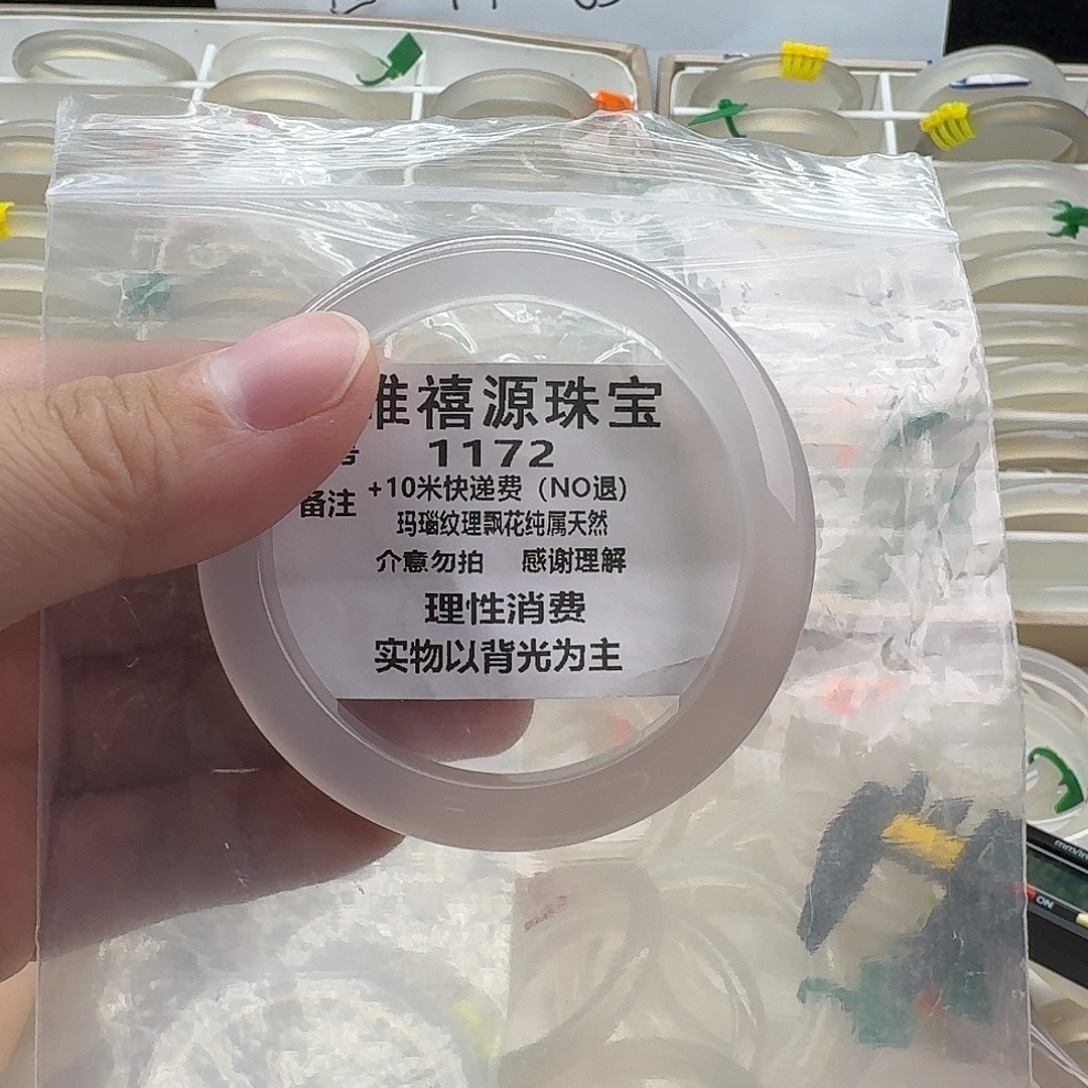 禧源珠宝
1172
备注 +10米快递费（NO退）
玛瑙纹理飘花纯属天然
介意勿拍 感谢理解
理性消费
实物以背光为主
ON